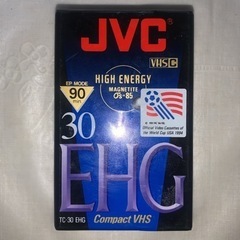 JVC
VHS C
HIGH ENERGY
MAGNETITE
EP MODE
90
min.
30
Official Video Cassettes of
the World Cup USA 1994
EHG
TC-30 EHG
Compact VHS